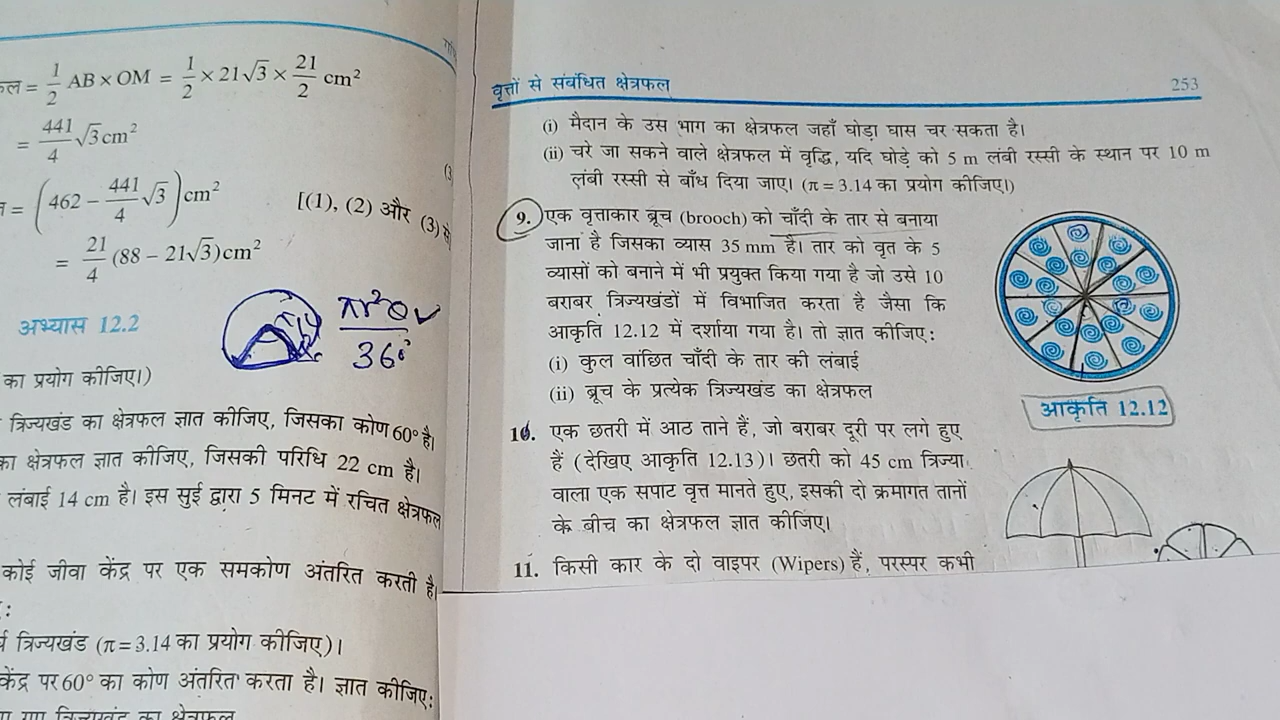 = 1/2 AB × OM = 1/2 × 21√3 × 21/2 cm²
= 441/4 √3 cm²
= (462 − 441/4 √3) cm² [(1), (2) और (3) से
= 21/4 (88 − 21√3) cm²
πr²θ
360°
अभ्यास 12.2
का प्रयोग कीजिए।)
त्रिज्यखंड का क्षेत्रफल ज्ञात कीजिए, जिसका कोण 60° है।
का क्षेत्रफल ज्ञात कीजिए, जिसकी परिधि 22 cm है।
लंबाई 14 cm है। इस सुई द्वारा 5 मिनट में रचित क्षेत्रफल
कोई जीवा केंद्र पर एक समकोण अंतरित करती है।
:
त्रिज्यखंड (π = 3.14 का प्रयोग कीजिए)।
केंद्र पर 60° का कोण अंतरित करता है। ज्ञात कीजिए:
त्रिज्यखंड का क्षेत्रफल
वृत्तों से संबंधित क्षेत्रफल 253
(i) मैदान के उस भाग का क्षेत्रफल जहाँ घोड़ा घास चर सकता है।
(ii) चरे जा सकने वाले क्षेत्रफल में वृद्धि, यदि घोड़े को 5 m लंबी रस्सी के स्थान पर 10 m
लंबी रस्सी से बाँध दिया जाए। (π = 3.14 का प्रयोग कीजिए।)
9. एक वृत्ताकार ब्रूच (brooch) को चाँदी के तार से बनाया
जाना है जिसका व्यास 35 mm है। तार को वृत के 5
व्यासों को बनाने में भी प्रयुक्त किया गया है जो उसे 10
बराबर त्रिज्यखंडों में विभाजित करता है जैसा कि
आकृति 12.12 में दर्शाया गया है। तो ज्ञात कीजिए:
(i) कुल वांछित चाँदी के तार की लंबाई
(ii) ब्रूच के प्रत्येक त्रिज्यखंड का क्षेत्रफल
आकृति 12.12
10. एक छतरी में आठ ताने हैं, जो बराबर दूरी पर लगे हुए
हैं (देखिए आकृति 12.13)। छतरी को 45 cm त्रिज्या
वाला एक सपाट वृत्त मानते हुए, इसकी दो क्रमागत तानों
के बीच का क्षेत्रफल ज्ञात कीजिए।
11. किसी कार के दो वाइपर (Wipers) हैं, परस्पर कभी